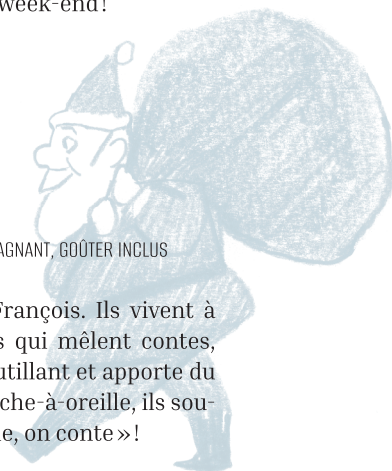 week-end!
AGNANT, GOÛTER INCLUS
François. Ils vivent à
s qui mêlent contes,
utillant et apporte du
che-à-oreille, ils sou-
e, on conte»!